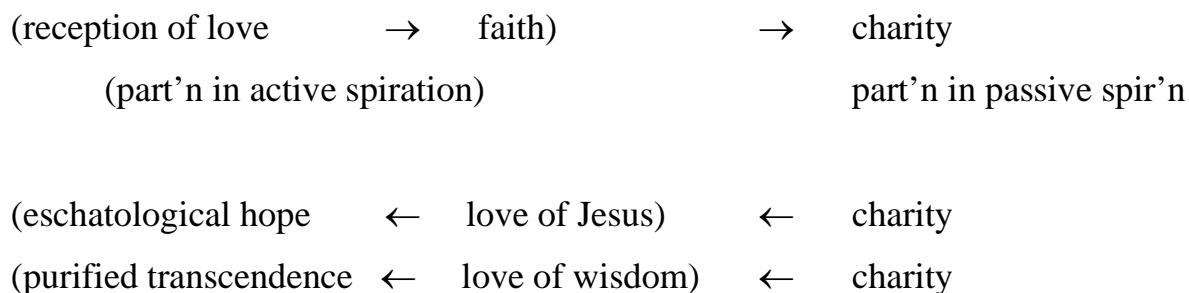 (reception of love → faith) → charity
(part’n in active spiration) part’n in passive spir’n
(eschatological hope ← love of Jesus) ← charity
(purified transcendence ← love of wisdom) ← charity